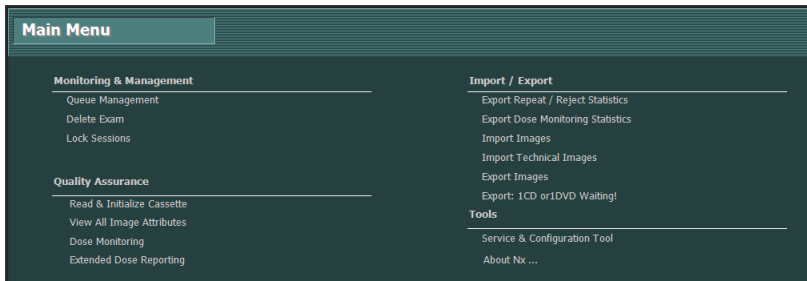 Main Menu
Monitoring & Management
Queue Management
Delete Exam
Lock Sessions
Quality Assurance
Read & Initialize Cassette
View All Image Attributes
Dose Monitoring
Extended Dose Reporting
Import / Export
Export Repeat / Reject Statistics
Export Dose Monitoring Statistics
Import Images
Import Technical Images
Export Images
Export: 1CD or1DVD Waiting!
Tools
Service & Configuration Tool
About Nx ...